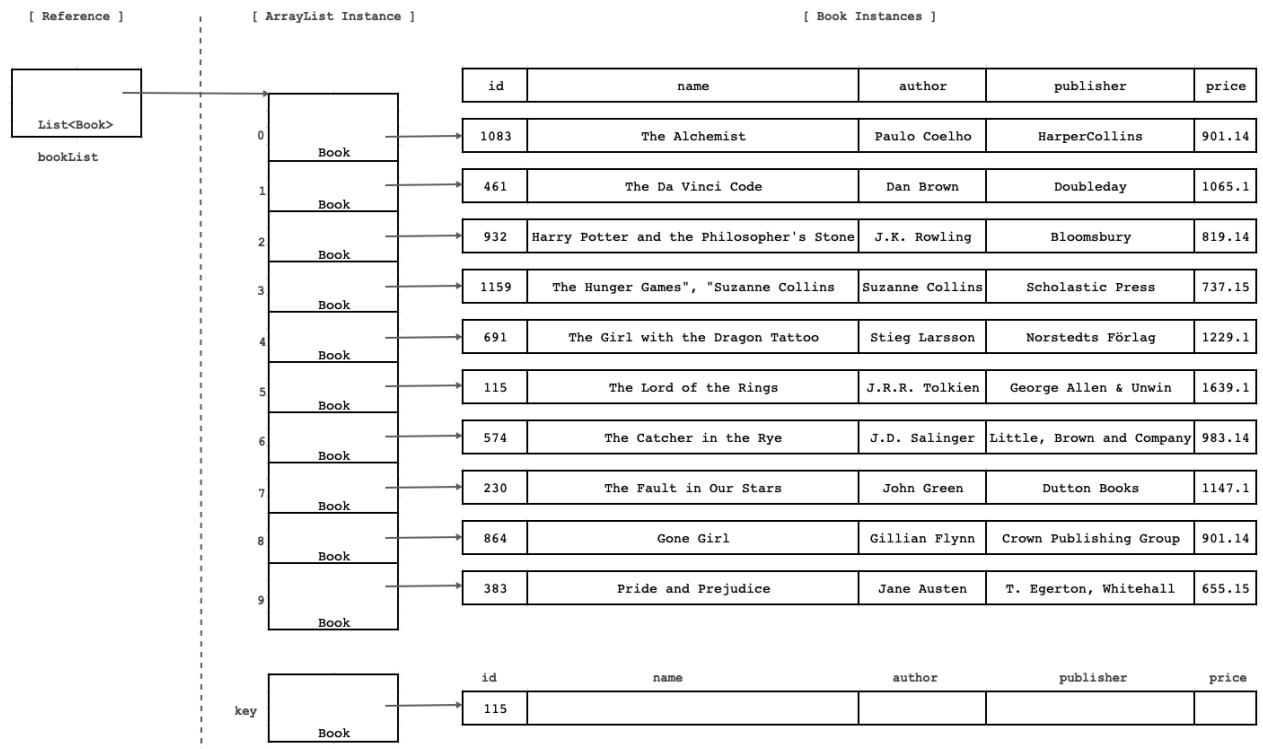 [ Reference ] [ ArrayList Instance ] [ Book Instances ]
id name author publisher price
List<Book>
bookList
0 Book 1083 The Alchemist Paulo Coelho HarperCollins 901.14
1 Book 461 The Da Vinci Code Dan Brown Doubleday 1065.1
2 Book 932 Harry Potter and the Philosopher's Stone J.K. Rowling Bloomsbury 819.14
3 Book 1159 The Hunger Games", "Suzanne Collins Suzanne Collins Scholastic Press 737.15
4 Book 691 The Girl with the Dragon Tattoo Stieg Larsson Norstedts Förlag 1229.1
5 Book 115 The Lord of the Rings J.R.R. Tolkien George Allen & Unwin 1639.1
6 Book 574 The Catcher in the Rye J.D. Salinger Little, Brown and Company 983.14
7 Book 230 The Fault in Our Stars John Green Dutton Books 1147.1
8 Book 864 Gone Girl Gillian Flynn Crown Publishing Group 901.14
9 Book 383 Pride and Prejudice Jane Austen T. Egerton, Whitehall 655.15
id name author publisher price
key Book 115